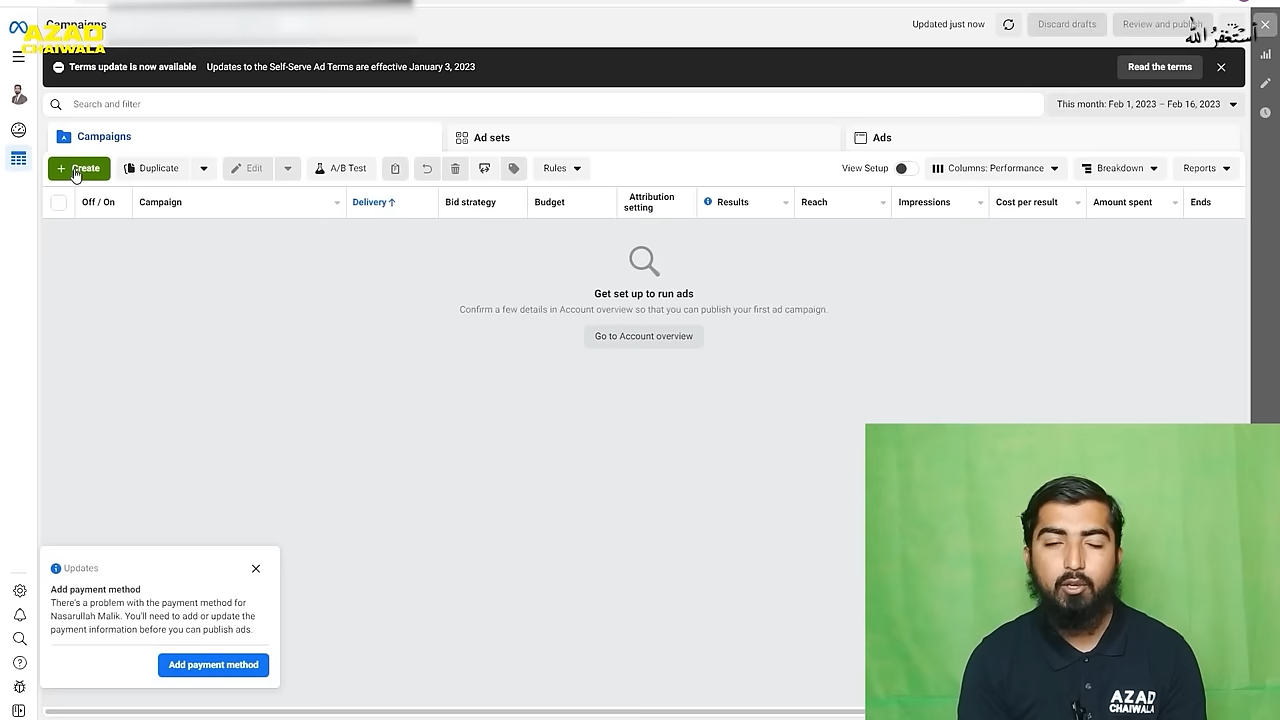 Campaigns
Updated just now
Discard drafts
Review and publish
AZAD
CHAIWALA
أستغفر الله
Terms update is now available Updates to the Self-Serve Ad Terms are effective January 3, 2023
Read the terms
Search and filter
This month: Feb 1, 2023 – Feb 16, 2023
Campaigns
Ad sets
Ads
+ Create
Duplicate
Edit
A/B Test
Rules
View Setup
Columns: Performance
Breakdown
Reports
Off / On
Campaign
Delivery ↑
Bid strategy
Budget
Attribution
setting
Results
Reach
Impressions
Cost per result
Amount spent
Ends
Get set up to run ads
Confirm a few details in Account overview so that you can publish your first ad campaign.
Go to Account overview
Updates
Add payment method
There's a problem with the payment method for
Nasarullah Malik. You'll need to add or update the
payment information before you can publish ads.
Add payment method
AZAD
CHAIWALA